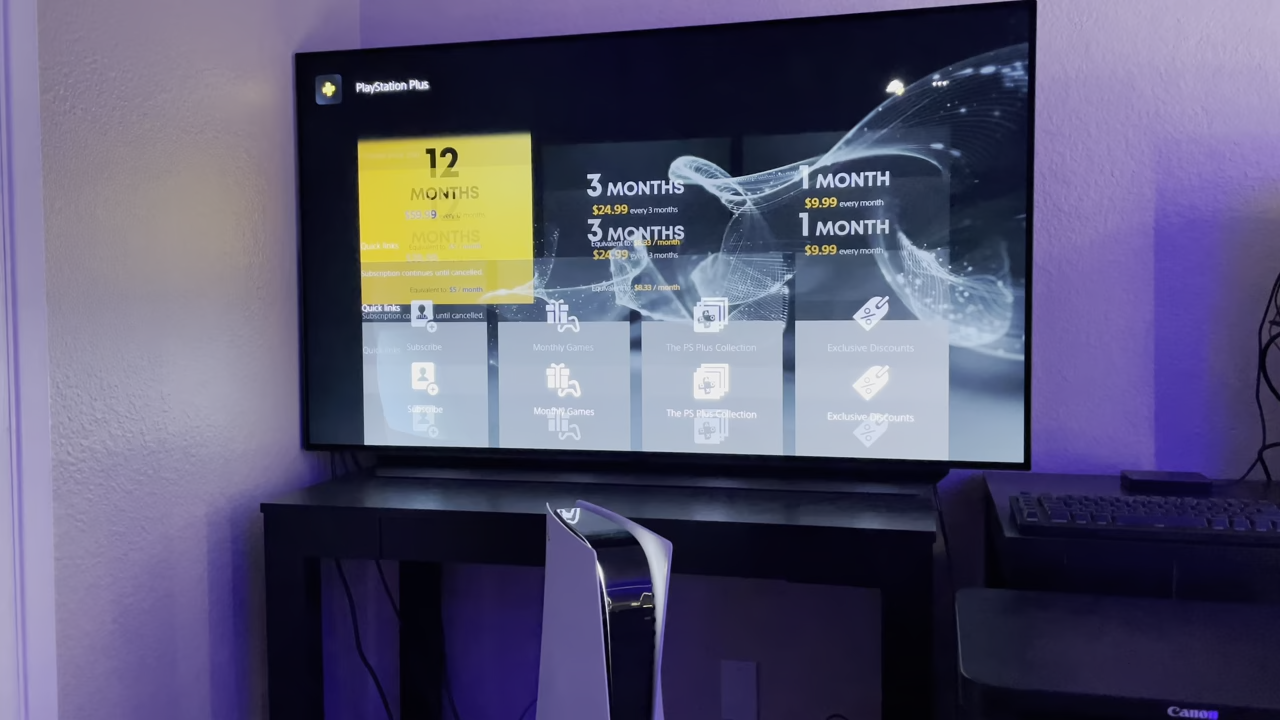 PlayStation Plus
12
MONTHS
MONTHS
Equivalent to: $5 / month
3 MONTHS
$24.99 every 3 months
3 MONTHS
Equivalent to: $8.33 / month
$24.99 every 3 months
Equivalent to: $8.33 / month
1 MONTH
$9.99 every month
1 MONTH
$9.99 every month
Quick links
Subscription continues until cancelled.
Quick links
until cancelled.
Subscribe
Monthly Games
The PS Plus Collection
Exclusive Discounts
Subscribe
Monthly Games
The PS Plus Collection
Exclusive Discounts
Canon